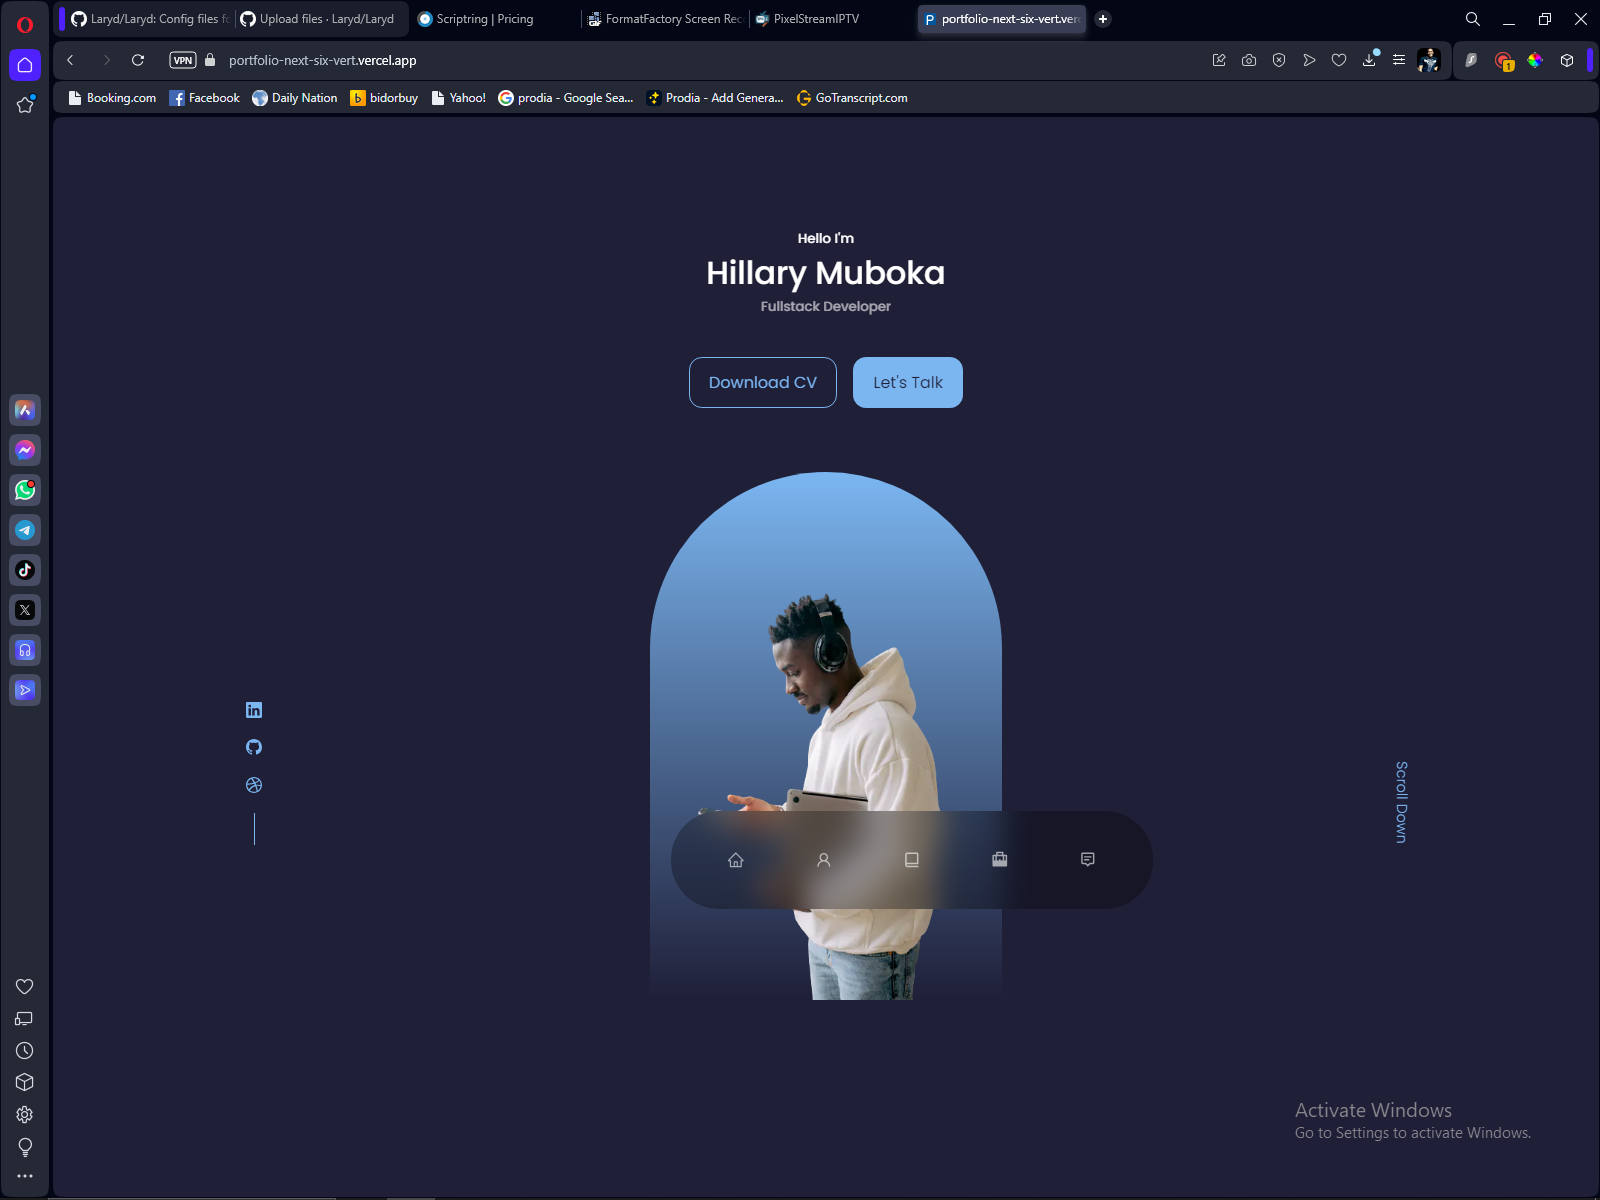 Laryd/Laryd: Config files fo
Upload files · Laryd/Laryd
Scriptring | Pricing
FormatFactory Screen Rec
PixelStreamIPTV
P portfolio-next-six-vert.ver
VPN
portfolio-next-six-vert.vercel.app
1
Booking.com
Facebook
Daily Nation
b bidorbuy
Yahoo!
prodia - Google Sea...
Prodia - Add Genera...
GoTranscript.com
Hello I'm
Hillary Muboka
Fullstack Developer
Download CV
Let's Talk
Scroll Down
Activate Windows
Go to Settings to activate Windows.